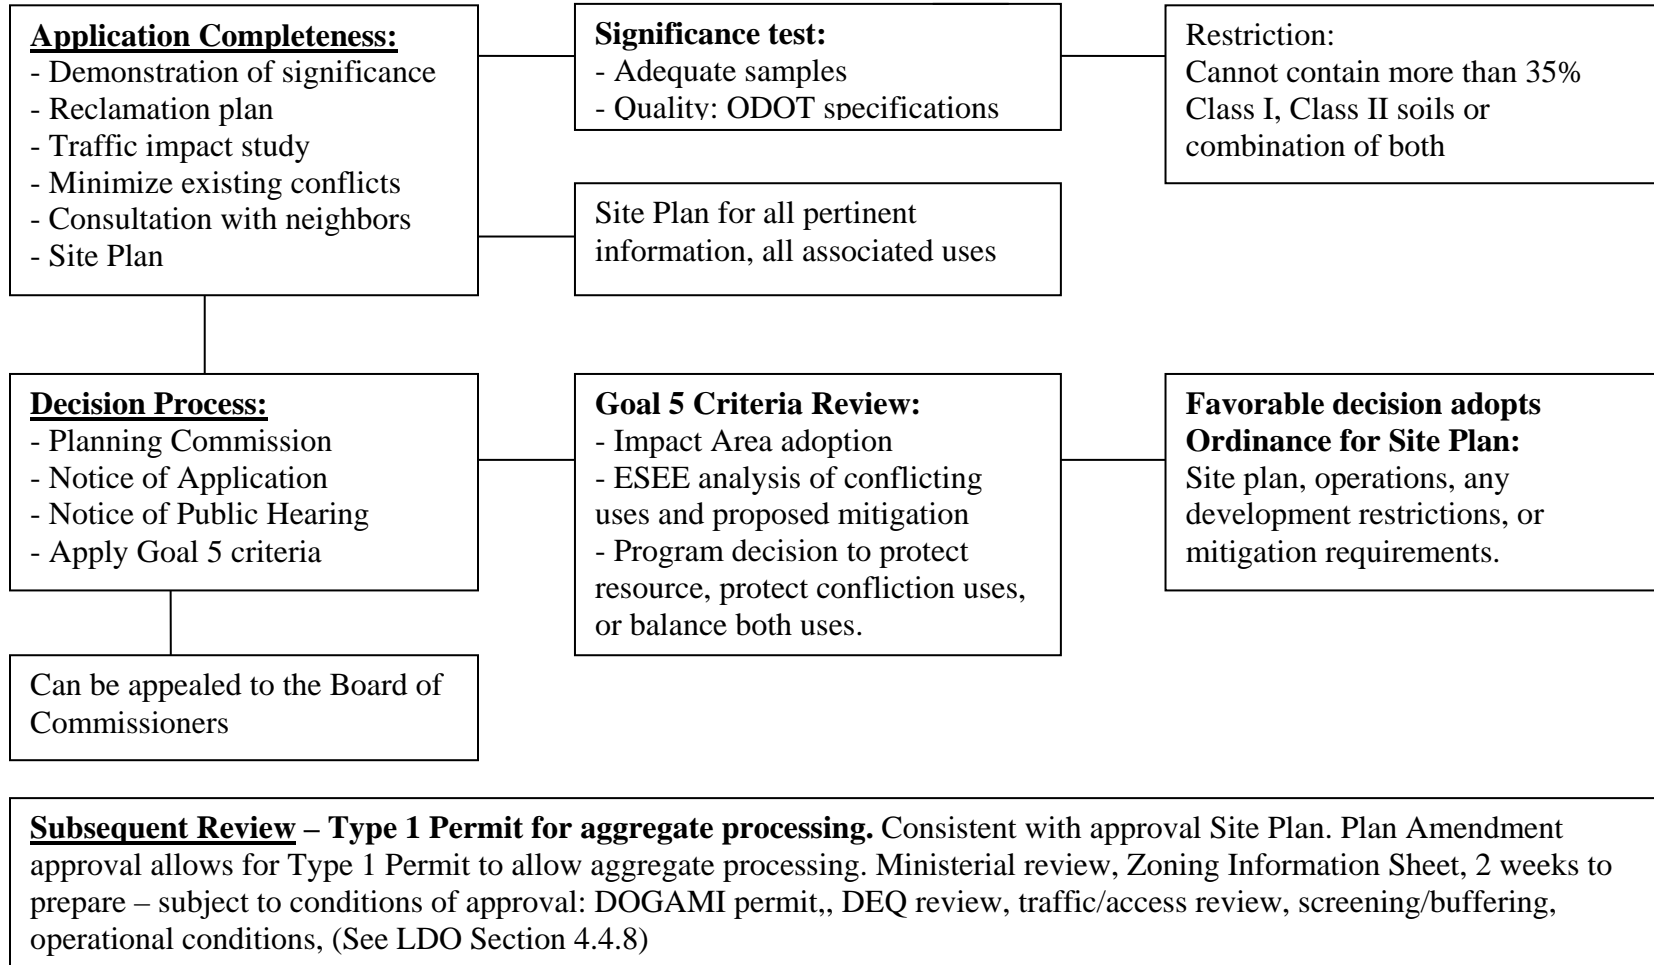 Application Completeness:
- Demonstration of significance
- Reclamation plan
- Traffic impact study
- Minimize existing conflicts
- Consultation with neighbors
- Site Plan
Significance test:
- Adequate samples
- Quality: ODOT specifications
Restriction:
Cannot contain more than 35%
Class I, Class II soils or
combination of both
Site Plan for all pertinent
information, all associated uses
Decision Process:
- Planning Commission
- Notice of Application
- Notice of Public Hearing
- Apply Goal 5 criteria
Goal 5 Criteria Review:
- Impact Area adoption
- ESEE analysis of conflicting
uses and proposed mitigation
- Program decision to protect
resource, protect confliction uses,
or balance both uses.
Favorable decision adopts
Ordinance for Site Plan:
Site plan, operations, any
development restrictions, or
mitigation requirements.
Can be appealed to the Board of
Commissioners
Subsequent Review – Type 1 Permit for aggregate processing. Consistent with approval Site Plan. Plan Amendment
approval allows for Type 1 Permit to allow aggregate processing. Ministerial review, Zoning Information Sheet, 2 weeks to
prepare – subject to conditions of approval: DOGAMI permit,, DEQ review, traffic/access review, screening/buffering,
operational conditions, (See LDO Section 4.4.8)